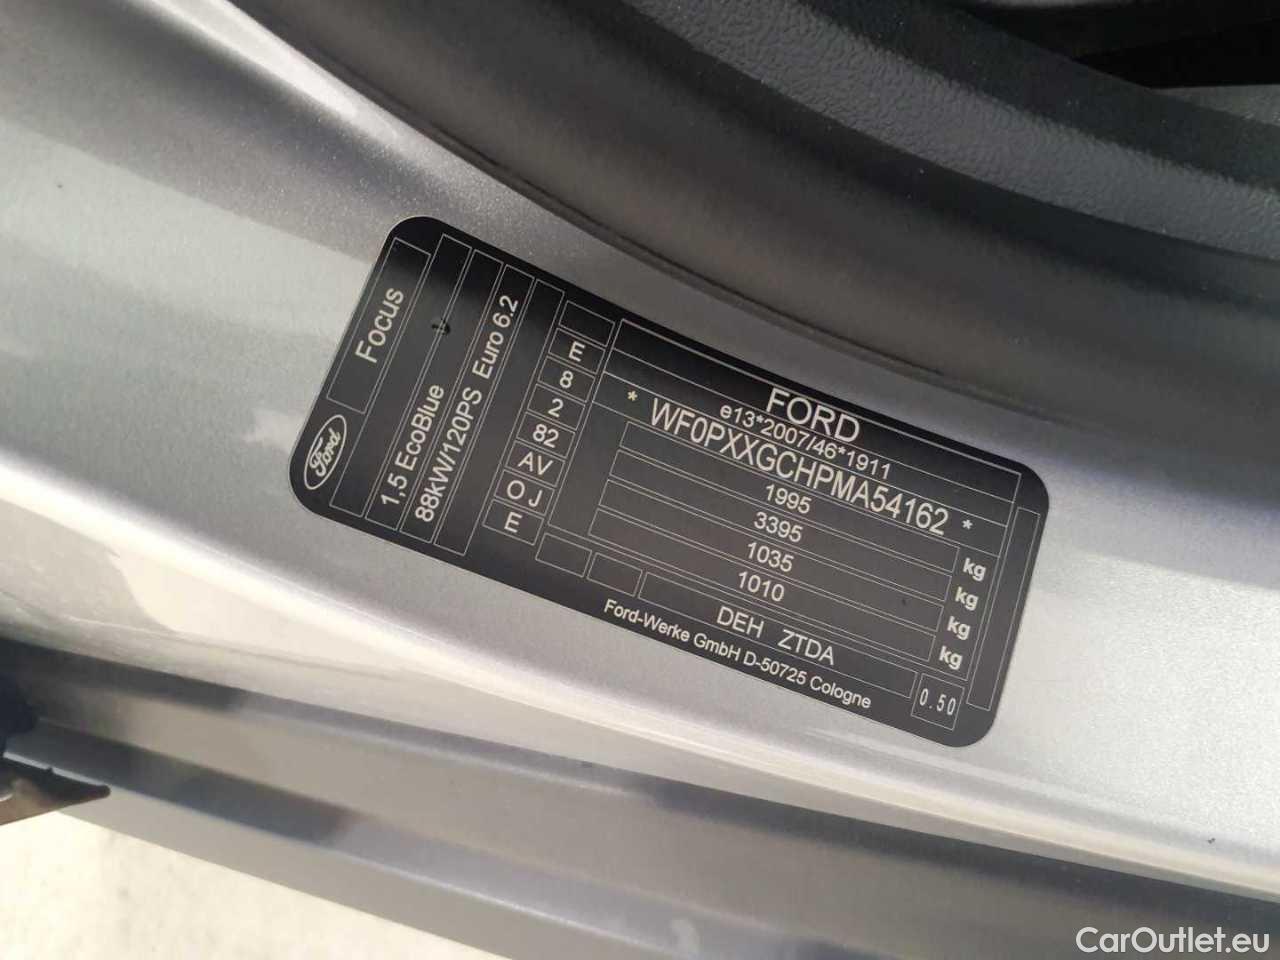 Ford
Focus
1,5 EcoBlue
88kW/120PS Euro 6.2
E
8
2
82
AV
O J
E
FORD
e13*2007/46*1911
* WF0PXXGCHPMA54162 *
1995 kg
3395 kg
1035 kg
1010 kg
DEH ZTDA
0.50
Ford-Werke GmbH D-50725 Cologne
CarOutlet.eu